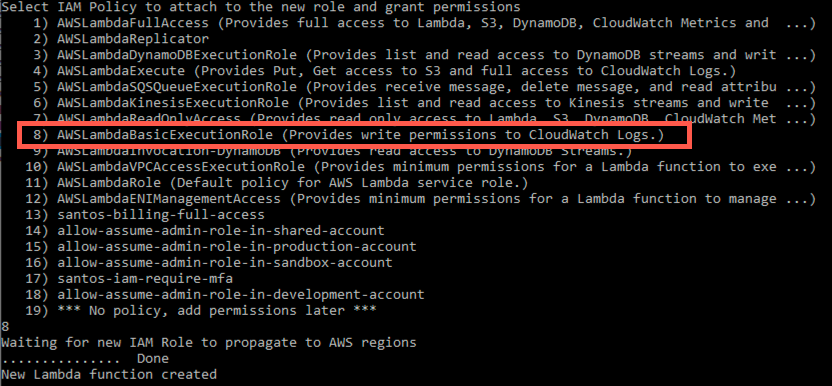 Select IAM Policy to attach to the new role and grant permissions
1) AWSLambdaFullAccess (Provides full access to Lambda, S3, DynamoDB, CloudWatch Metrics and ...)
2) AWSLambdaReplicator
3) AWSLambdaDynamoDBExecutionRole (Provides list and read access to DynamoDB streams and writ ...)
4) AWSLambdaExecute (Provides Put, Get access to S3 and full access to CloudWatch Logs.)
5) AWSLambdaSQSQueueExecutionRole (Provides receive message, delete message, and read attribu ...)
6) AWSLambdaKinesisExecutionRole (Provides list and read access to Kinesis streams and write ...)
7) AWSLambdaReadOnlyAccess (Provides read only access to Lambda, S3, DynamoDB, CloudWatch Met ...)
8) AWSLambdaBasicExecutionRole (Provides write permissions to CloudWatch Logs.)
9) AWSLambdaInvocation-DynamoDB (Provides read access to DynamoDB Streams.)
10) AWSLambdaVPCAccessExecutionRole (Provides minimum permissions for a Lambda function to exe ...)
11) AWSLambdaRole (Default policy for AWS Lambda service role.)
12) AWSLambdaENIManagementAccess (Provides minimum permissions for a Lambda function to manage ...)
13) santos-billing-full-access
14) allow-assume-admin-role-in-shared-account
15) allow-assume-admin-role-in-production-account
16) allow-assume-admin-role-in-sandbox-account
17) santos-iam-require-mfa
18) allow-assume-admin-role-in-development-account
19) *** No policy, add permissions later ***
8
Waiting for new IAM Role to propagate to AWS regions
............... Done
New Lambda function created